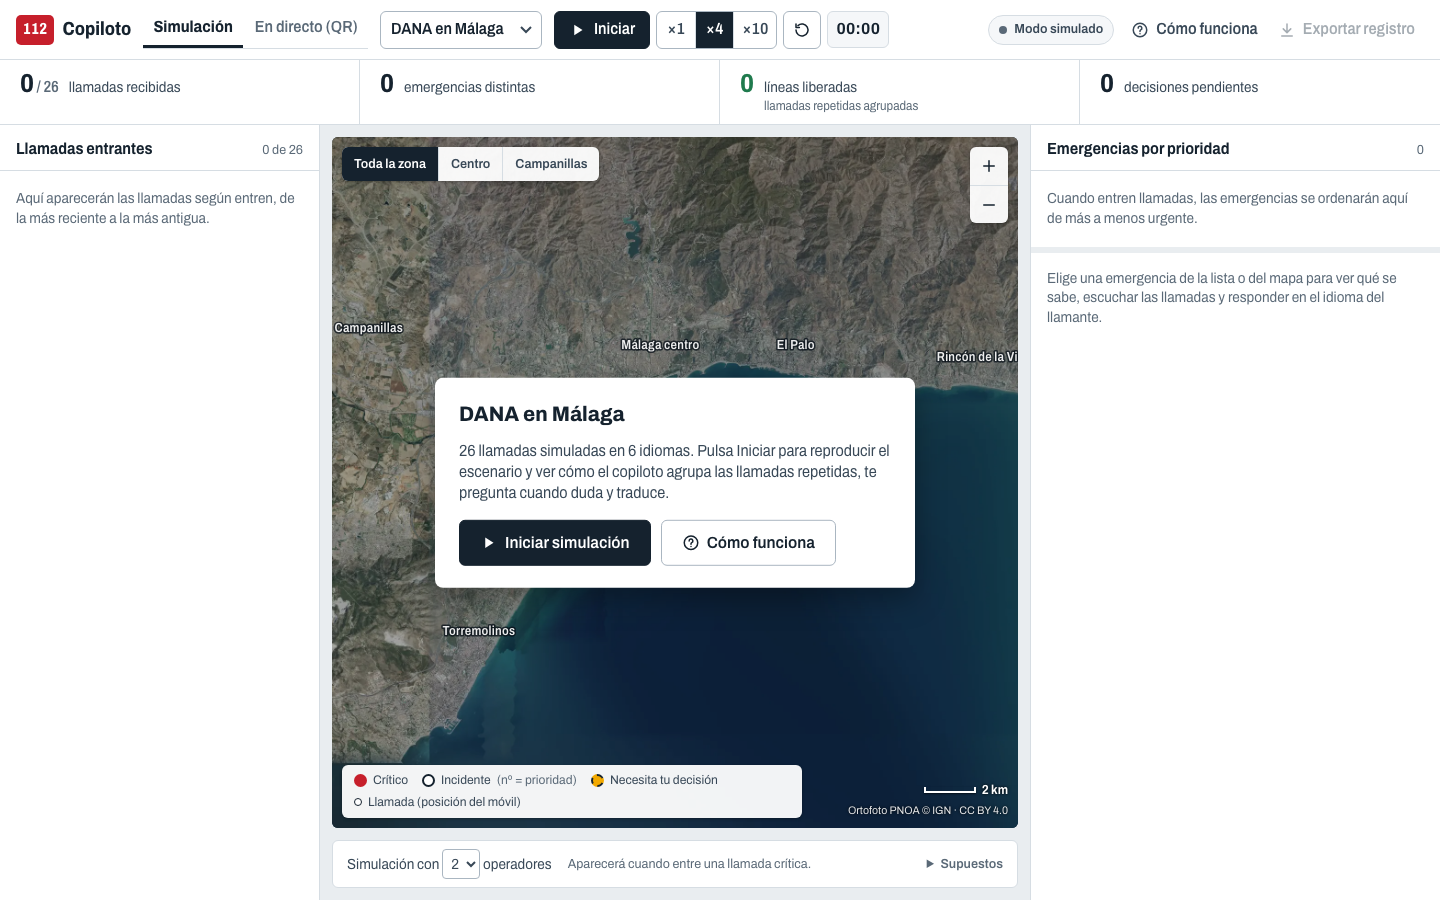 112 Copiloto Simulación En directo (QR) DANA en Málaga Iniciar ×1 ×4 ×10 00:00 Modo simulado Cómo funciona Exportar registro
0 / 26 llamadas recibidas
0 emergencias distintas
0 líneas liberadas
llamadas repetidas agrupadas
0 decisiones pendientes
Llamadas entrantes 0 de 26
Aquí aparecerán las llamadas según entren, de
la más reciente a la más antigua.
Toda la zona Centro Campanillas
+
−
Campanillas
Málaga centro
El Palo
Rincón de la Vi
DANA en Málaga
26 llamadas simuladas en 6 idiomas. Pulsa Iniciar para reproducir el
escenario y ver cómo el copiloto agrupa las llamadas repetidas, te
pregunta cuando duda y traduce.
Iniciar simulación Cómo funciona
Torremolinos
Crítico Incidente (nº = prioridad) Necesita tu decisión
Llamada (posición del móvil)
2 km
Ortofoto PNOA © IGN · CC BY 4.0
Simulación con 2 operadores Aparecerá cuando entre una llamada crítica. Supuestos
Emergencias por prioridad 0
Cuando entren llamadas, las emergencias se ordenarán aquí
de más a menos urgente.
Elige una emergencia de la lista o del mapa para ver qué se
sabe, escuchar las llamadas y responder en el idioma del
llamante.